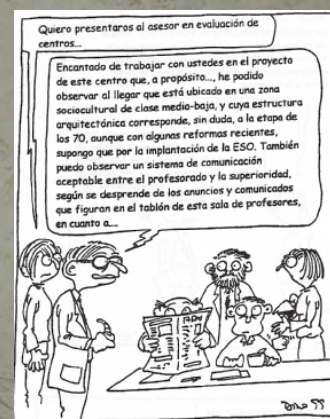 Quiero presentaros al asesor en evaluación de
centros...
Encantado de trabajar con ustedes en el proyecto
de este centro que, a propósito..., he podido
observar al llegar que está ubicado en una zona
sociocultural de clase media-baja, y cuya estructura
arquitectónica corresponde, sin duda, a la etapa de
los 70, aunque con algunas reformas recientes,
supongo que por la implantación de la ESO. También
puedo observar un sistema de comunicación
aceptable entre el profesorado y la superioridad,
según se desprende de los anuncios y comunicados
que figuran en el tablón de esta sala de profesores,
en cuanto a....